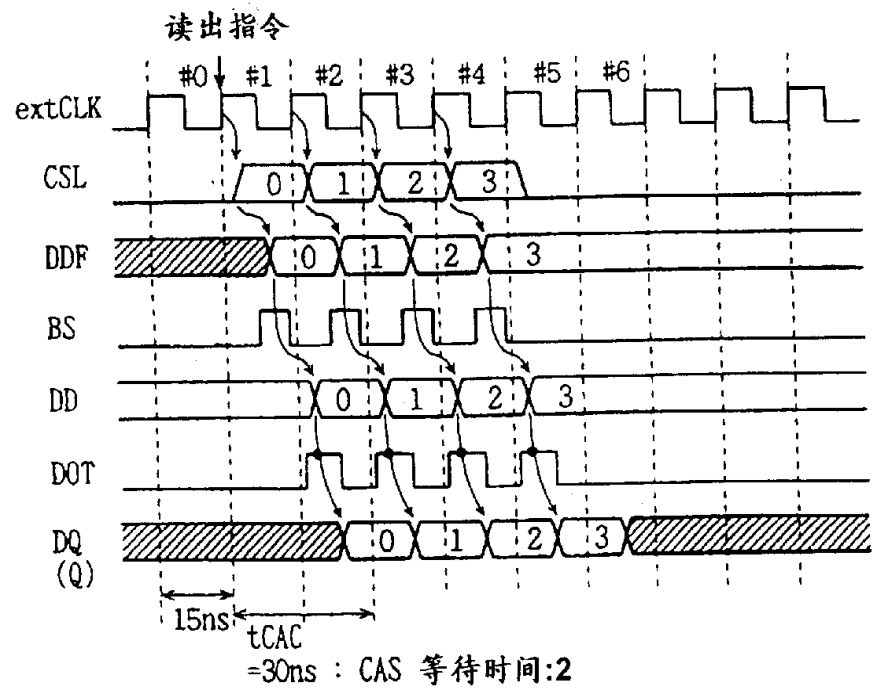 读出指令
#0 #1 #2 #3 #4 #5 #6
extCLK
CSL 0 1 2 3
DDF 0 1 2 3
BS
DD 0 1 2 3
DOT
DQ 0 1 2 3
(Q)
15ns
tCAC
=30ns : CAS 等待时间:2